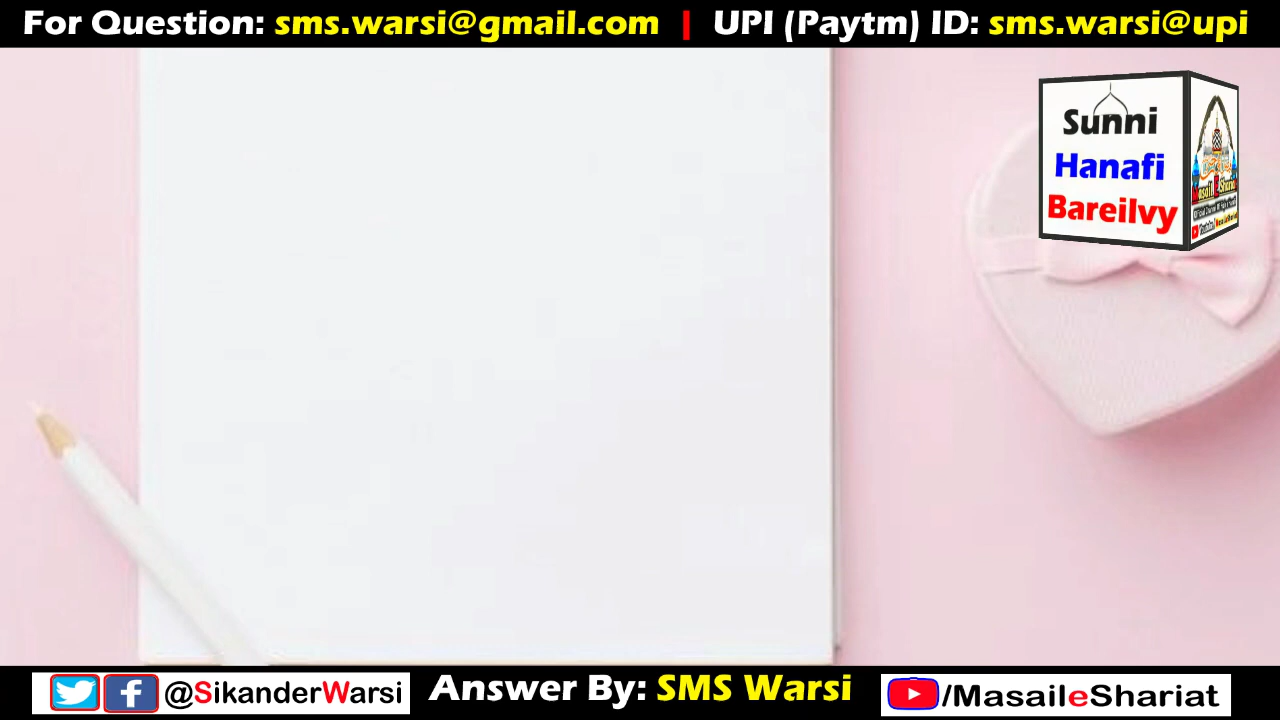 For Question: sms.warsi@gmail.com | UPI (Paytm) ID: sms.warsi@upi
Sunni
Hanafi
Bareilvy
@SikanderWarsi
Answer By: SMS Warsi
/MasaileShariat